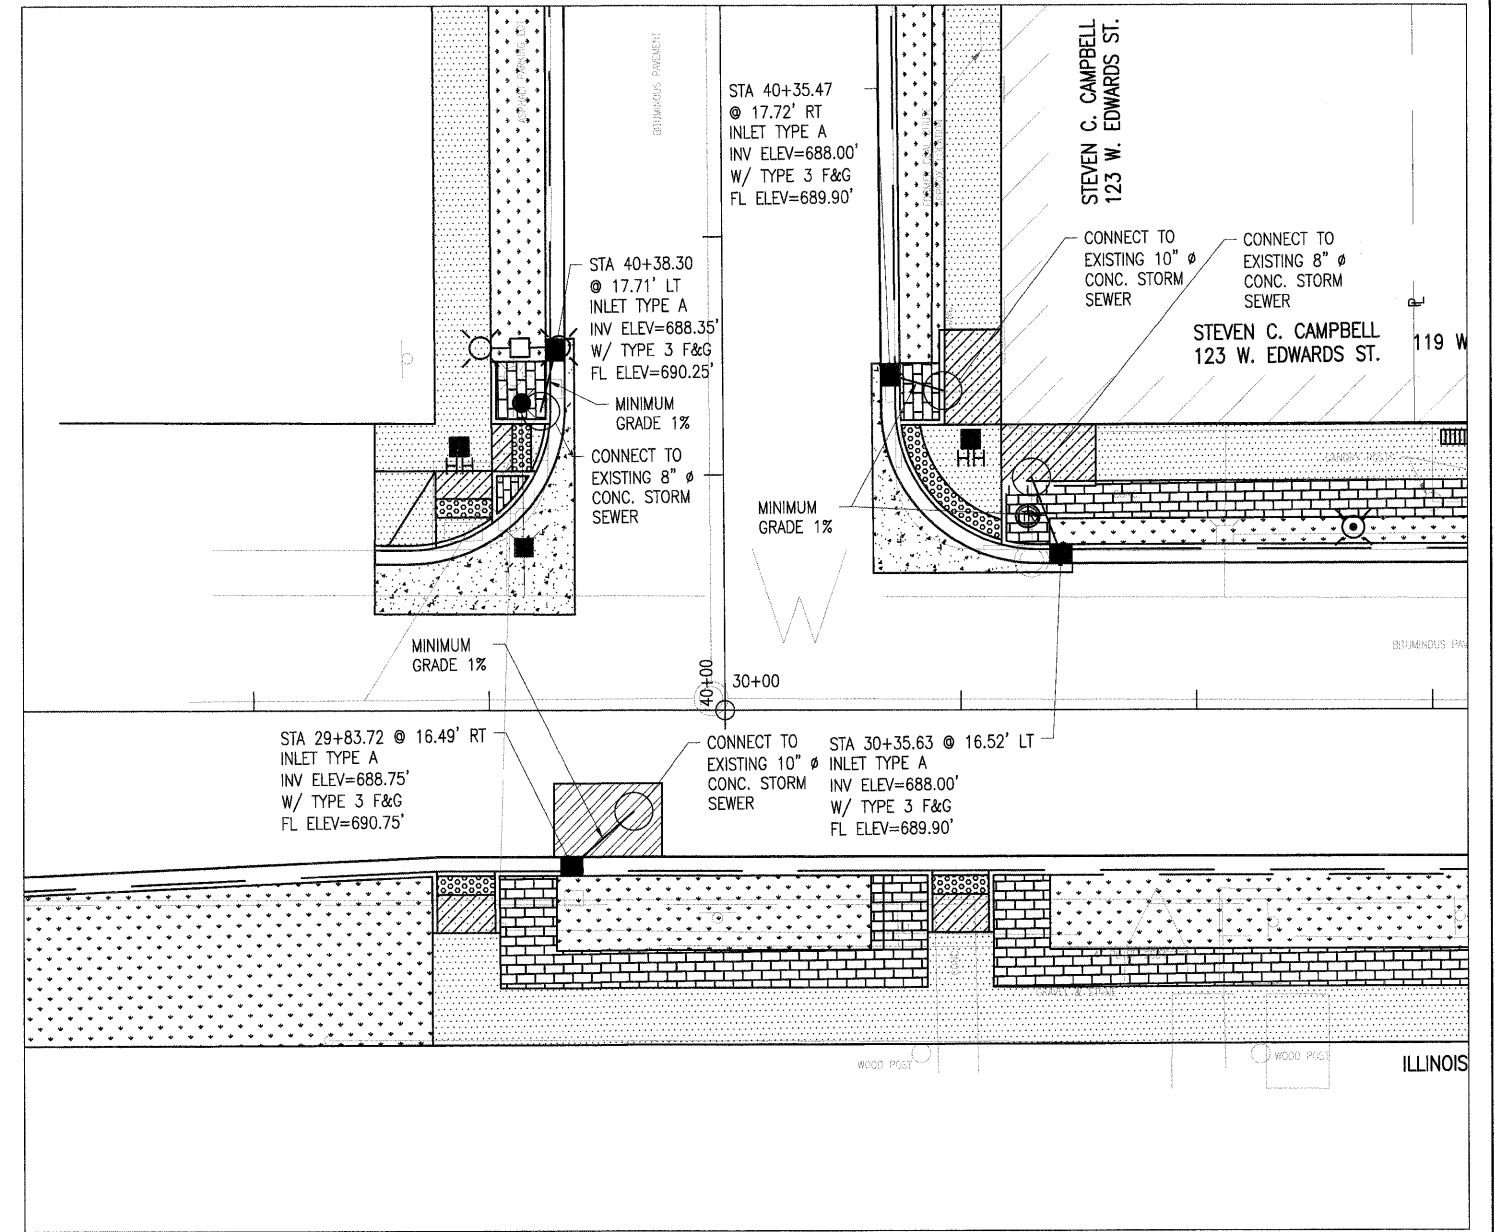 BITUMINOUS PAVEMENT
STA 40+35.47
@ 17.72' RT
INLET TYPE A
INV ELEV=688.00'
W/ TYPE 3 F&G
FL ELEV=689.90'
STEVEN C. CAMPBELL
123 W. EDWARDS ST.
STA 40+38.30
@ 17.71' LT
INLET TYPE A
INV ELEV=688.35'
W/ TYPE 3 F&G
FL ELEV=690.25'
CONNECT TO
EXISTING 10" ø
CONC. STORM
SEWER
CONNECT TO
EXISTING 8" ø
CONC. STORM
SEWER
PL
STEVEN C. CAMPBELL
123 W. EDWARDS ST.
119 W
MINIMUM
GRADE 1%
CONNECT TO
EXISTING 8" ø
CONC. STORM
SEWER
MINIMUM
GRADE 1%
W
BITUMINOUS PAV
MINIMUM
GRADE 1%
40+00
30+00
STA 29+83.72 @ 16.49' RT
INLET TYPE A
INV ELEV=688.75'
W/ TYPE 3 F&G
FL ELEV=690.75'
CONNECT TO
EXISTING 10" ø
CONC. STORM
SEWER
STA 30+35.63 @ 16.52' LT
INLET TYPE A
INV ELEV=688.00'
W/ TYPE 3 F&G
FL ELEV=689.90'
WOOD POST
WOOD POST
ILLINOIS